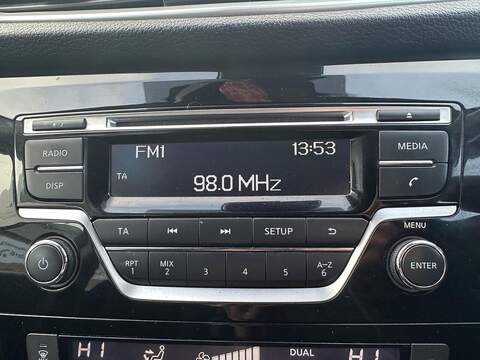 RADIO
FM1 13:53
MEDIA
DISP
TA
98.0 MHz
TA
SETUP
MENU
RPT MIX A-Z
1 2 3 4 5 6
ENTER
HI
DUAL
HI